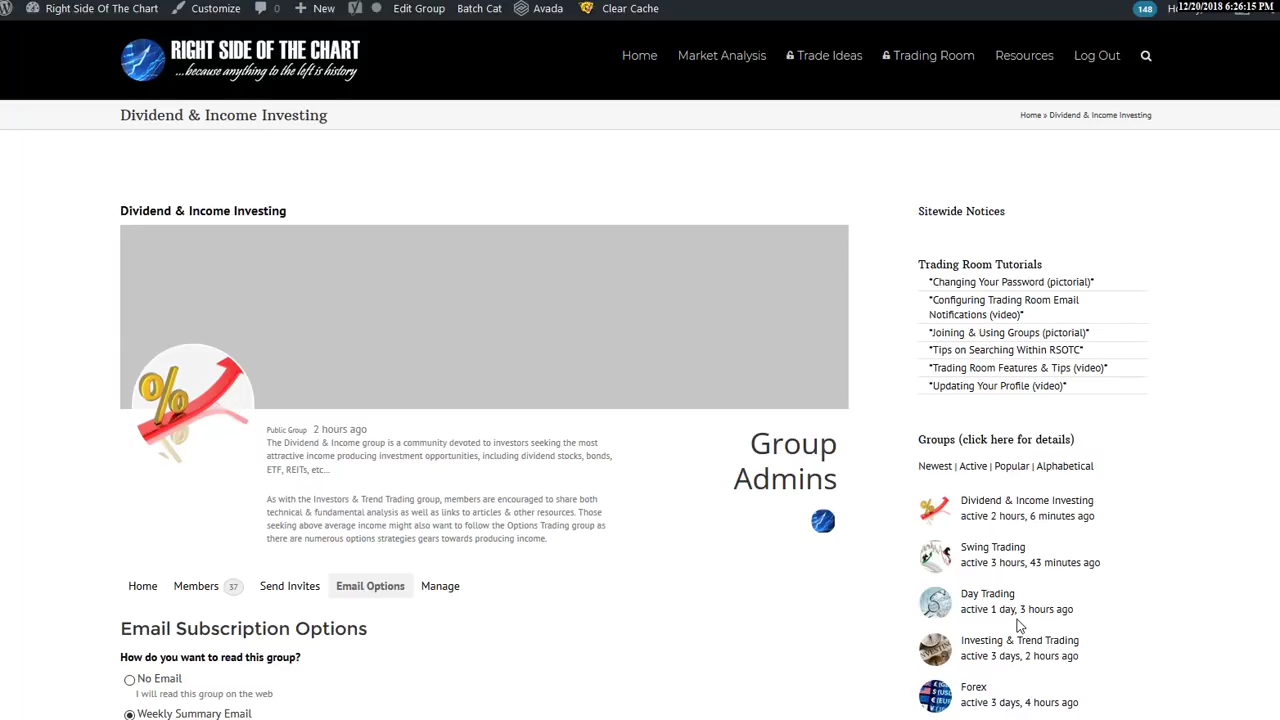 Right Side Of The Chart Customize 0 New Edit Group Batch Cat Avada Clear Cache 148 12/20/2018 6:26:15 PM
RIGHT SIDE OF THE CHART
...because anything to the left is history
Home Market Analysis Trade Ideas Trading Room Resources Log Out
Dividend & Income Investing
Home » Dividend & Income Investing
Dividend & Income Investing
Public Group 2 hours ago
The Dividend & Income group is a community devoted to investors seeking the most
attractive income producing investment opportunities, including dividend stocks, bonds,
ETF, REITs, etc...
As with the Investors & Trend Trading group, members are encouraged to share both
technical & fundamental analysis as well as links to articles & other resources. Those
seeking above average income might also want to follow the Options Trading group as
there are numerous options strategies gears towards producing income.
Group
Admins
Home Members 37 Send Invites Email Options Manage
Email Subscription Options
How do you want to read this group?
No Email
I will read this group on the web
Weekly Summary Email
Sitewide Notices
Trading Room Tutorials
*Changing Your Password (pictorial)*
*Configuring Trading Room Email
Notifications (video)*
*Joining & Using Groups (pictorial)*
*Tips on Searching Within RSOTC*
*Trading Room Features & Tips (video)*
*Updating Your Profile (video)*
Groups (click here for details)
Newest | Active | Popular | Alphabetical
Dividend & Income Investing
active 2 hours, 6 minutes ago
Swing Trading
active 3 hours, 43 minutes ago
Day Trading
active 1 day, 3 hours ago
Investing & Trend Trading
active 3 days, 2 hours ago
Forex
active 3 days, 4 hours ago